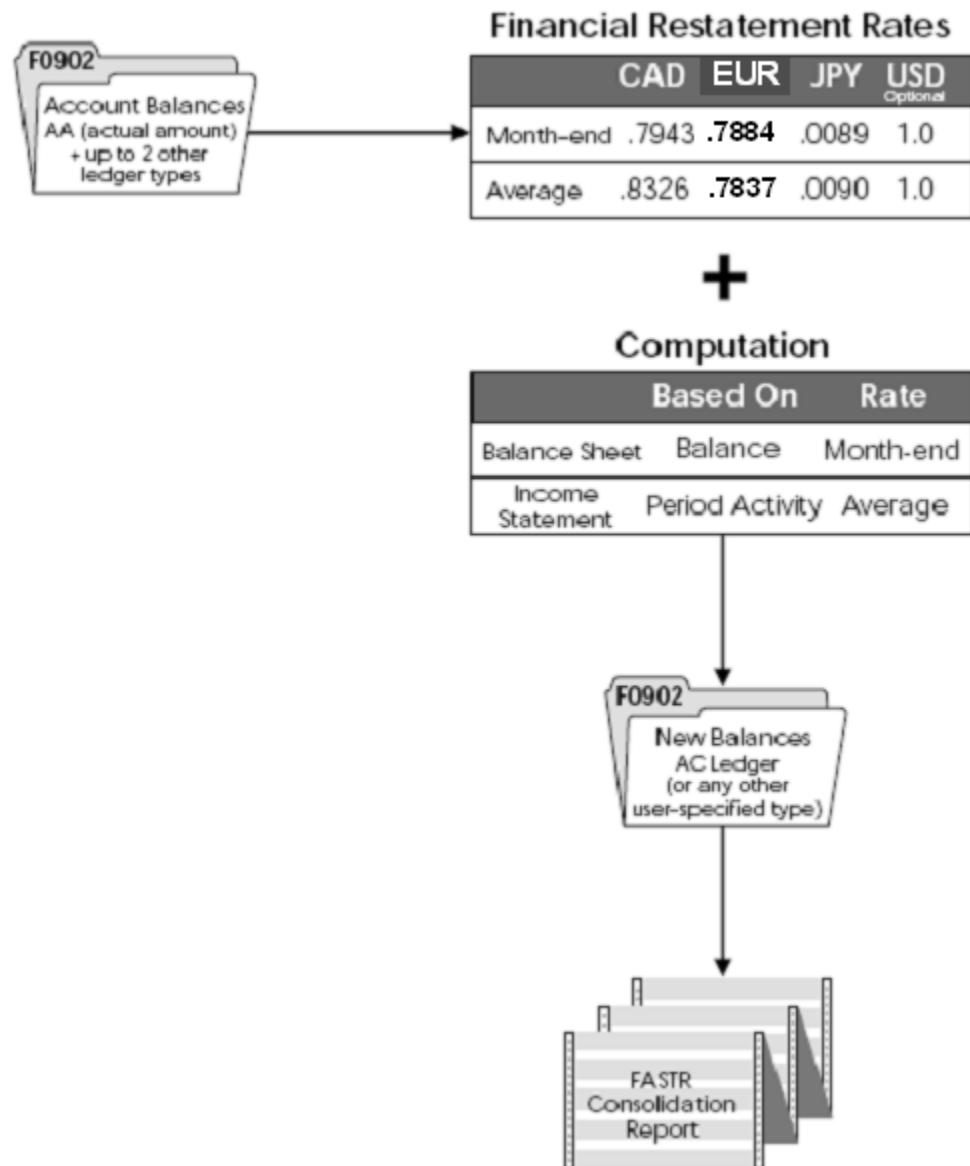 Financial Restatement Rates
F0902
Account Balances
AA (actual amount)
+ up to 2 other
ledger types
CAD EUR JPY USD
Optional
Month-end .7943 .7884 .0089 1.0
Average .8326 .7837 .0090 1.0
+
Computation
Based On Rate
Balance Sheet Balance Month-end
Income
Statement Period Activity Average
F0902
New Balances
AC Ledger
(or any other
user-specified type)
FASTR
Consolidation
Report